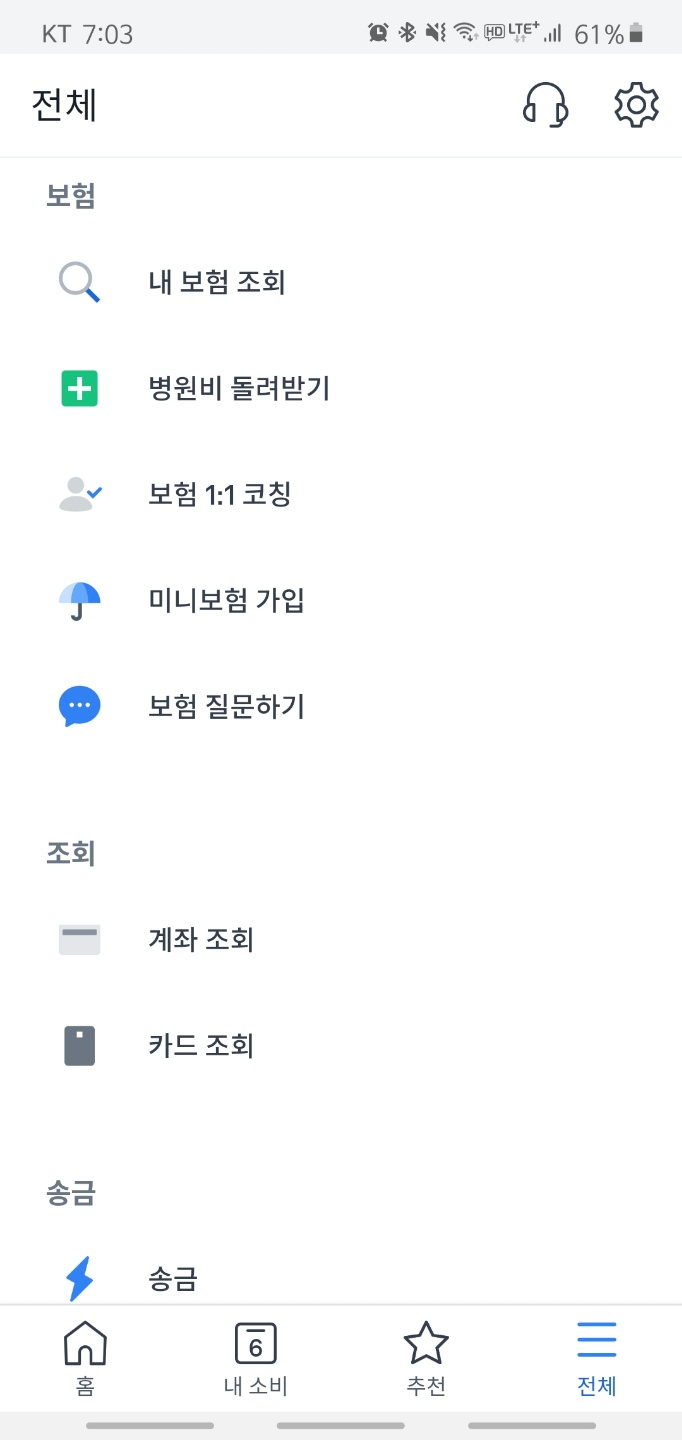 KT 7:03 HD LTE+ 61%
전체
보험
내 보험 조회
병원비 돌려받기
보험 1:1 코칭
미니보험 가입
보험 질문하기
조회
계좌 조회
카드 조회
송금
송금
6
홈 내 소비 추천 전체